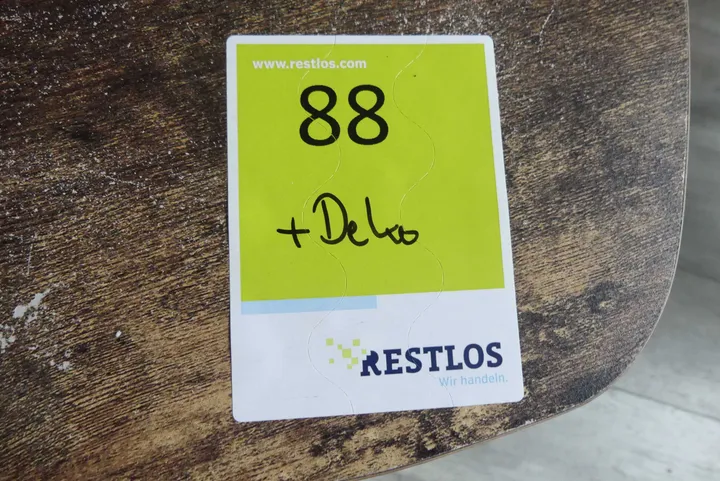 www.restlos.com
88
+ Deko
RESTLOS
Wir handeln.